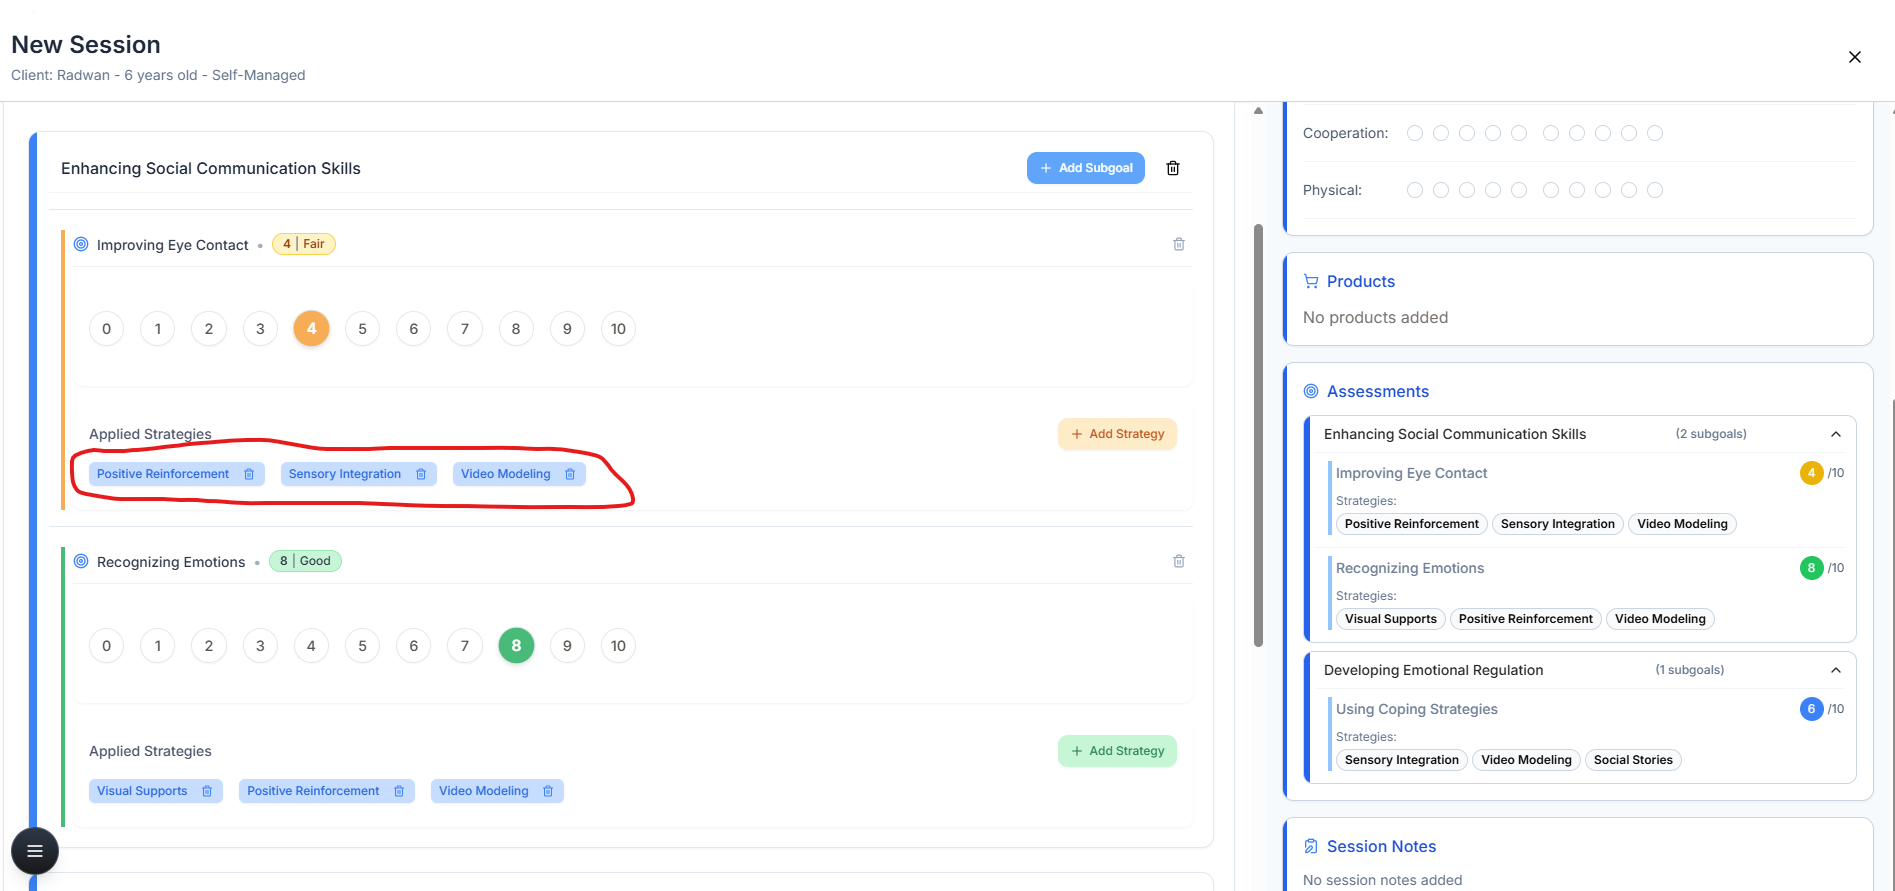 New Session
Client: Radwan - 6 years old - Self-Managed
Enhancing Social Communication Skills
+ Add Subgoal
Improving Eye Contact • 4 | Fair
0 1 2 3 4 5 6 7 8 9 10
Applied Strategies
+ Add Strategy
Positive Reinforcement Sensory Integration Video Modeling
Recognizing Emotions • 8 | Good
0 1 2 3 4 5 6 7 8 9 10
Applied Strategies
+ Add Strategy
Visual Supports Positive Reinforcement Video Modeling
Cooperation:
Physical:
Products
No products added
Assessments
Enhancing Social Communication Skills (2 subgoals)
Improving Eye Contact 4 /10
Strategies:
Positive Reinforcement Sensory Integration Video Modeling
Recognizing Emotions 8 /10
Strategies:
Visual Supports Positive Reinforcement Video Modeling
Developing Emotional Regulation (1 subgoals)
Using Coping Strategies 6 /10
Strategies:
Sensory Integration Video Modeling Social Stories
Session Notes
No session notes added